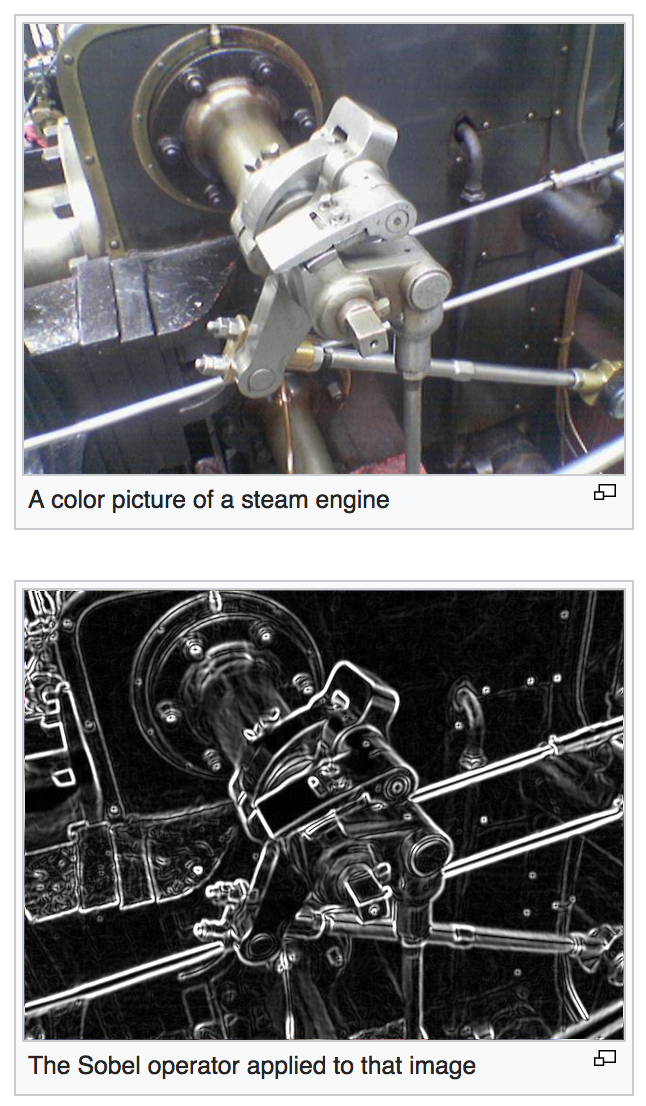 A color picture of a steam engine
The Sobel operator applied to that image